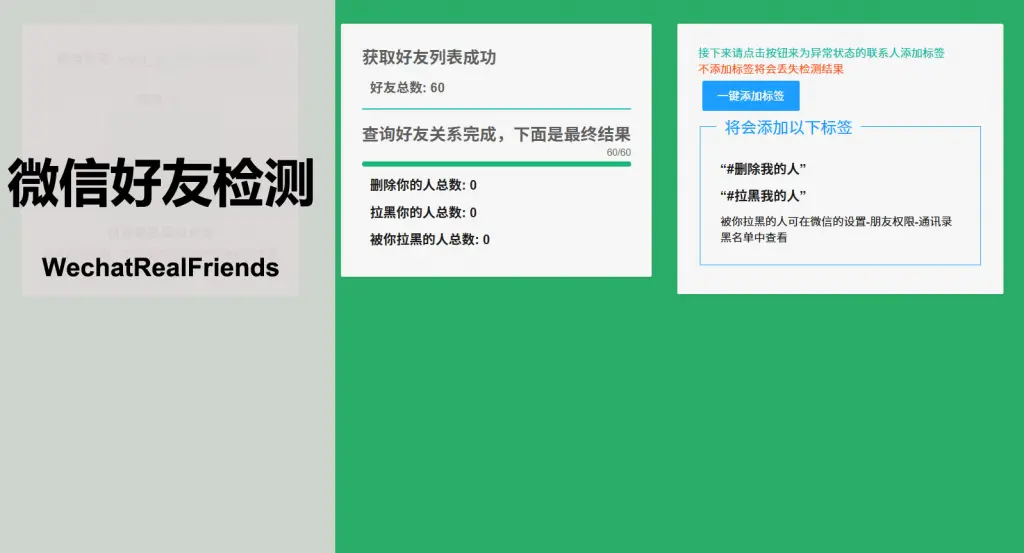 微信好友检测
WechatRealFriends
获取好友列表成功
好友总数: 60
查询好友关系完成，下面是最终结果
60/60
删除你的人总数: 0
拉黑你的人总数: 0
被你拉黑的人总数: 0
接下来请点击按钮来为异常状态的联系人添加标签
不添加标签将会丢失检测结果
一键添加标签
将会添加以下标签
“#删除我的人”
“#拉黑我的人”
被你拉黑的人可在微信的设置-朋友权限-通讯录
黑名单中查看